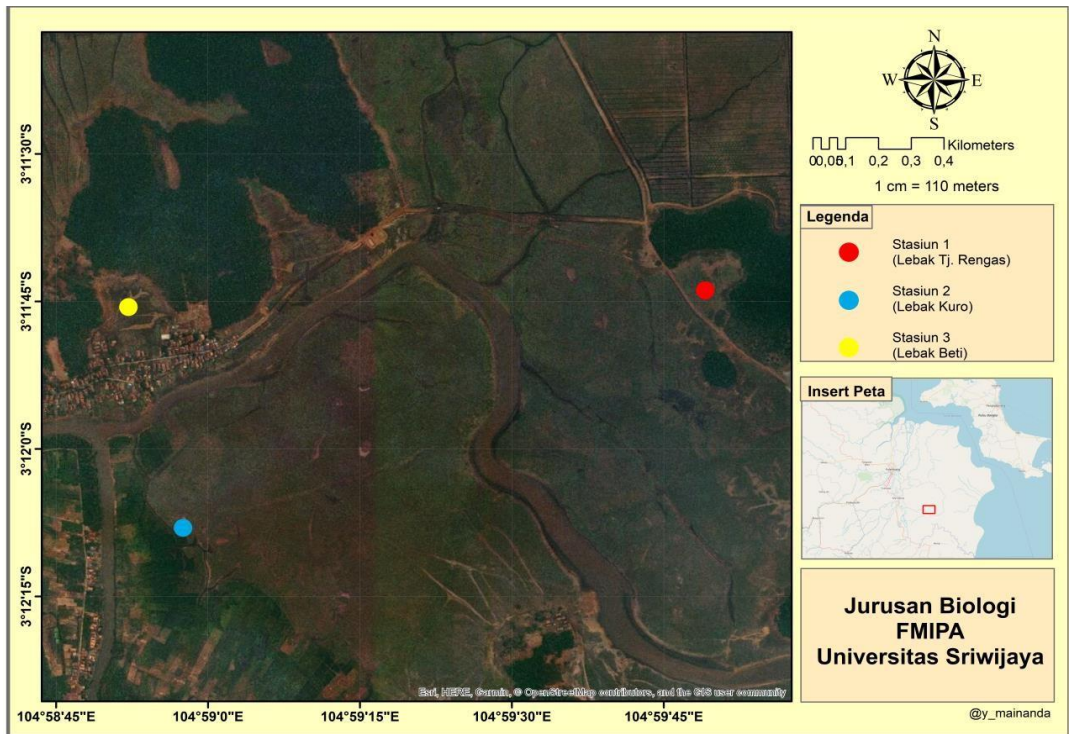 N
W E
S
00,050,1 0,2 0,3 0,4 Kilometers
1 cm = 110 meters
Legenda
Stasiun 1
(Lebak Tj. Rengas)
Stasiun 2
(Lebak Kuro)
Stasiun 3
(Lebak Beti)
Insert Peta
Jurusan Biologi
FMIPA
Universitas Sriwijaya
@y_mainanda
3°11'30"S
3°11'45"S
3°12'0"S
3°12'15"S
Esri, HERE, Garmin, © OpenStreetMap contributors, and the GIS user community
104°58'45"E 104°59'0"E 104°59'15"E 104°59'30"E 104°59'45"E